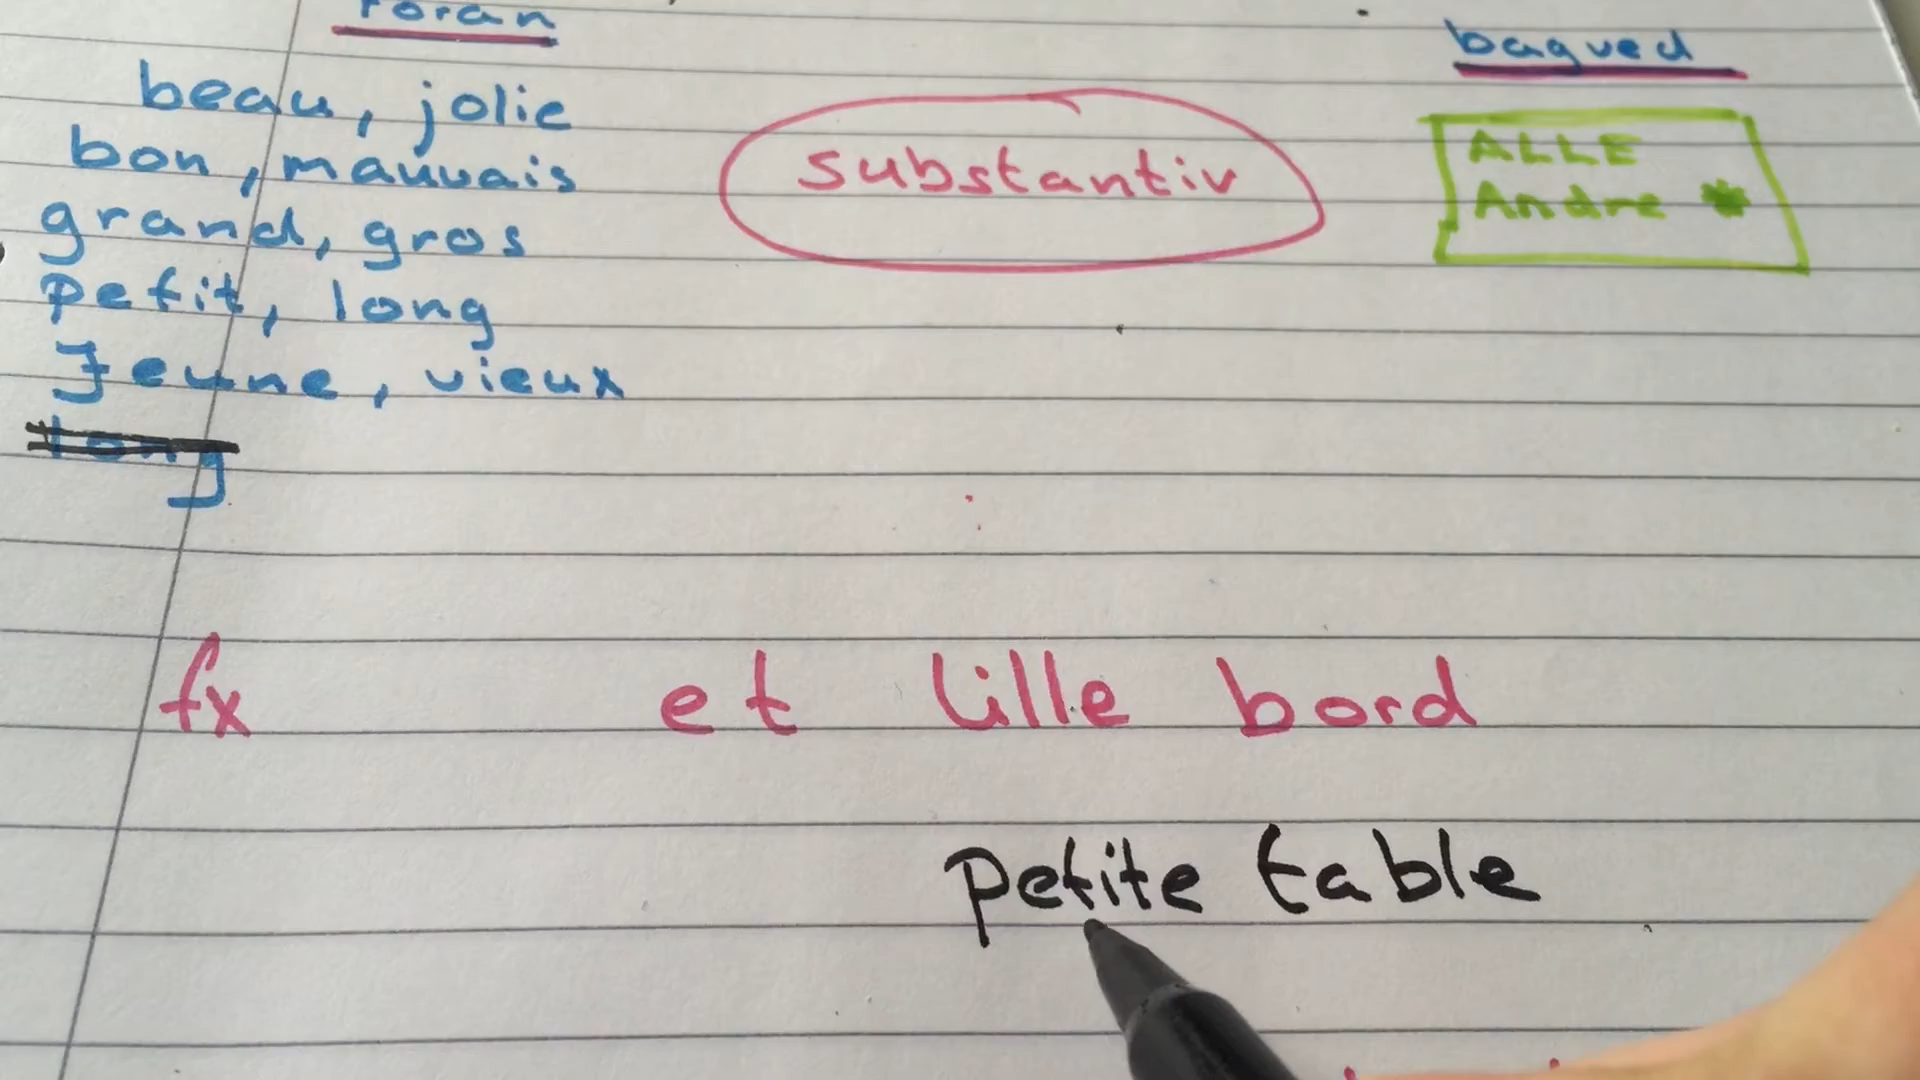 foran
bagved
beau, jolie
bon, mauvais
grand, gros
petit, long
Jeune, vieux
long
substantiv
ALLE
Andre *
fx et lille bord
petite table